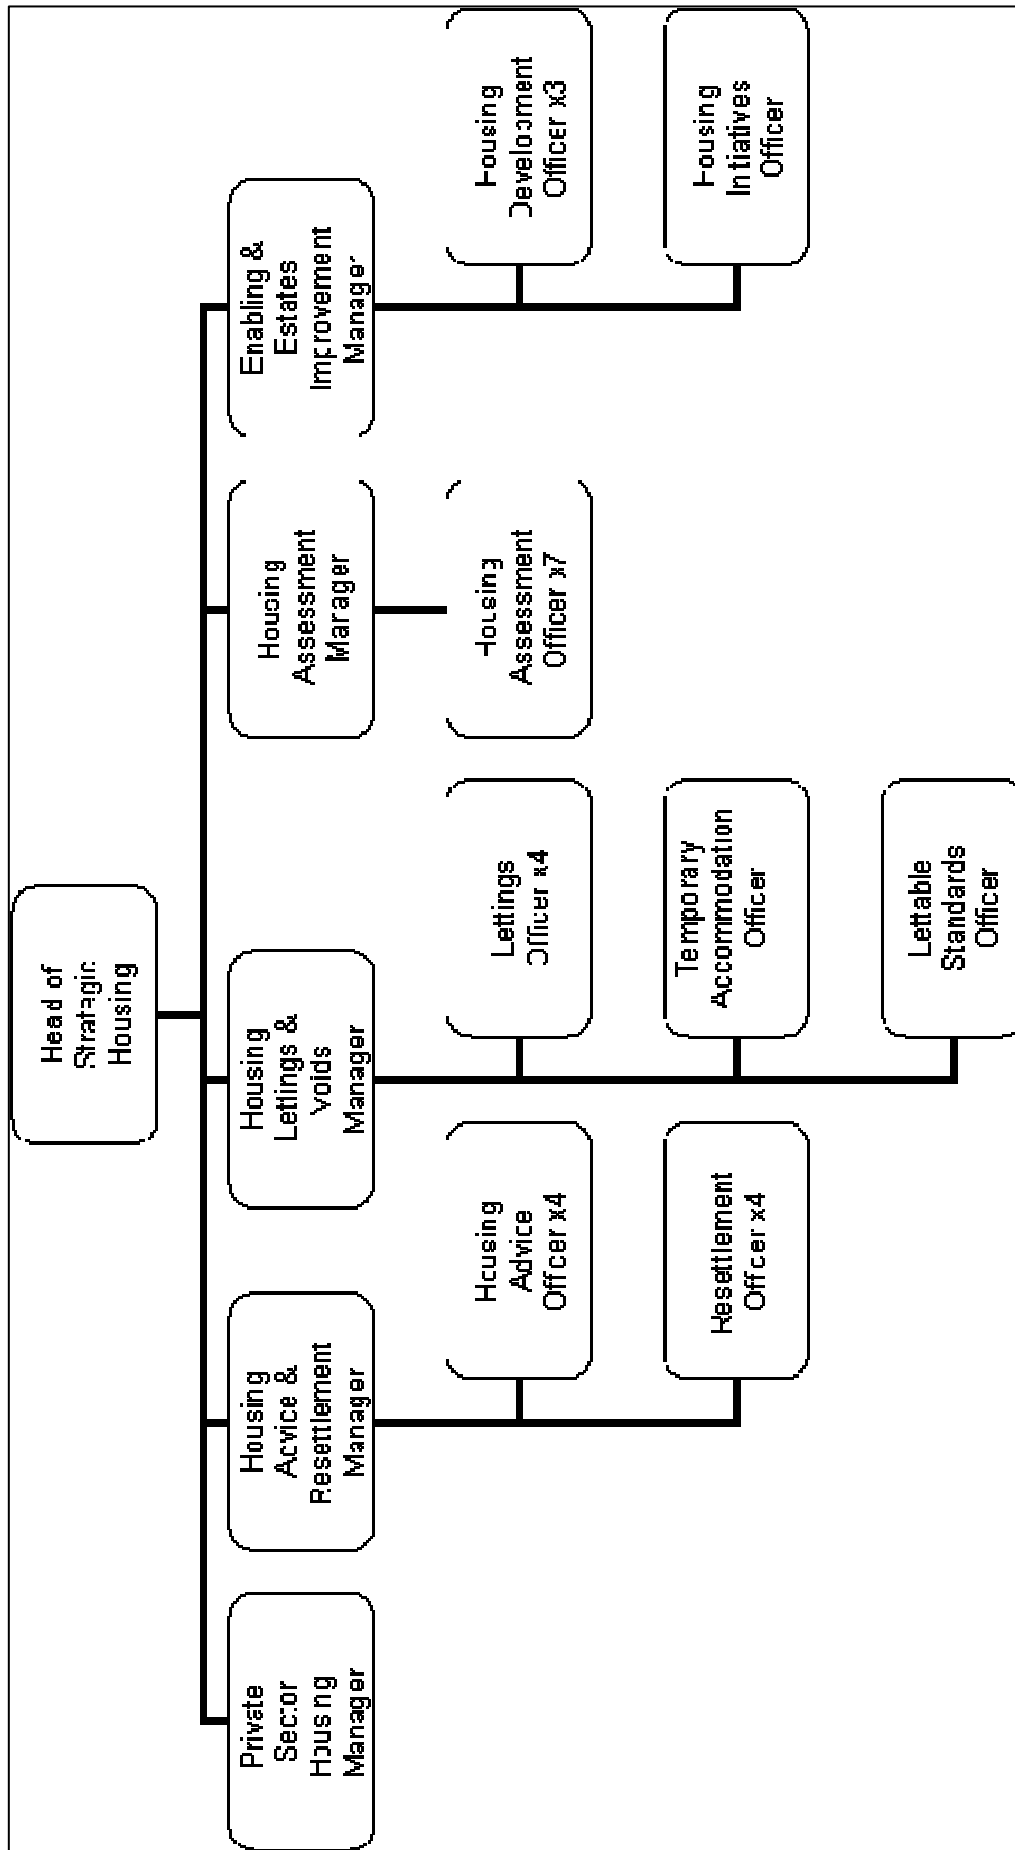 Head of
Strategic
Housing
Private
Sector
Housing
Manager
Housing
Advice &
Resettlement
Manager
Housing
Lettings &
Voids
Manager
Housing
Assessment
Manager
Enabling &
Estates
Improvement
Manager
Housing
Advice
Officer x4
Resettlement
Officer x4
Lettings
Officer x4
Temporary
Accommodation
Officer
Lettable
Standards
Officer
Housing
Assessment
Officer x7
Housing
Development
Officer x3
Housing
Intiatives
Officer